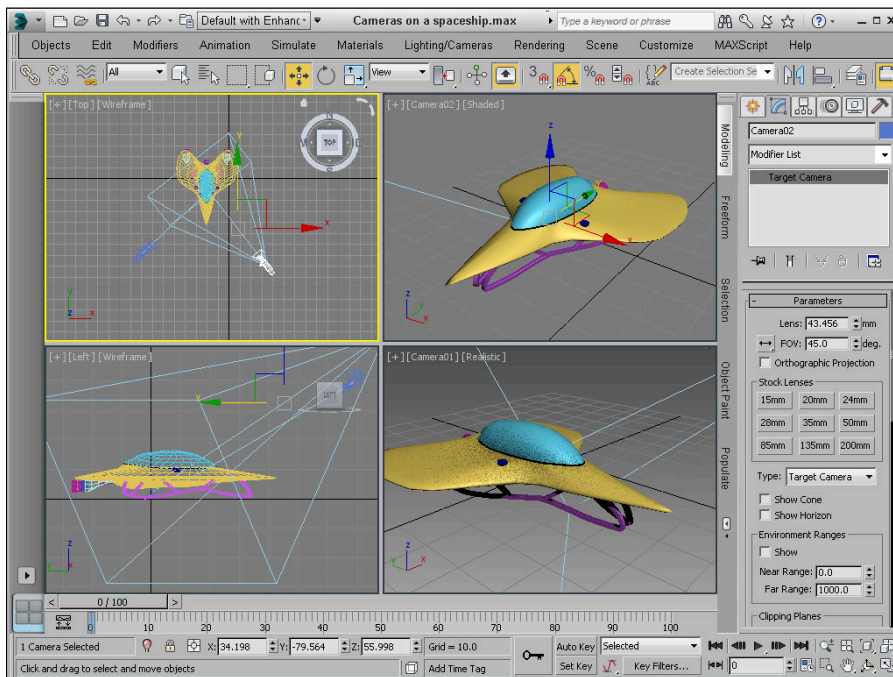 Default with Enhanc
Cameras on a spaceship.max
Type a keyword or phrase
Objects Edit Modifiers Animation Simulate Materials Lighting/Cameras Rendering Scene Customize MAXScript Help
All
View
3
%
ABC
Create Selection Se
[+] [Top] [Wireframe]
N
TOP
E
S
W
y
x
z
y
x
[+] [Camera02] [Shaded]
z
x
z
y
x
[+] [Left] [Wireframe]
y
z
LEFT
z
y
[+] [Camera01] [Realistic]
z
y
x
Modeling
Freeform
Selection
Object Paint
Populate
Camera02
Modifier List
Target Camera
- Parameters
Lens: 43.456 mm
FOV: 45.0 deg.
Orthographic Projection
Stock Lenses
15mm 20mm 24mm
28mm 35mm 50mm
85mm 135mm 200mm
Type: Target Camera
Show Cone
Show Horizon
Environment Ranges
Show
Near Range: 0.0
Far Range: 1000.0
Clipping Planes
< 0 / 100 >
0 10 20 30 40 50 60 70 80 90 100
1 Camera Selected X: 34.198 Y: -79.564 Z: 55.998 Grid = 10.0 Auto Key Selected
Click and drag to select and move objects Add Time Tag Set Key Key Filters... 0